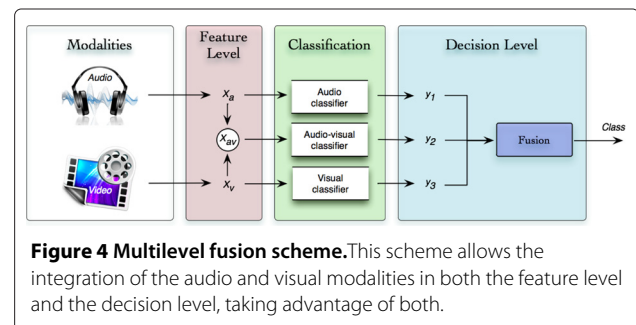 Modalities
Feature Level
Classification
Decision Level
Audio
Xa
Audio classifier
y1
Xav
Audio-visual classifier
y2
Fusion
Class
Video
Xv
Visual classifier
y3
Figure 4 Multilevel fusion scheme.This scheme allows the
integration of the audio and visual modalities in both the feature level
and the decision level, taking advantage of both.